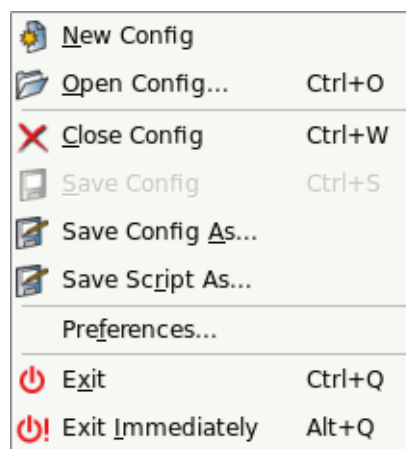 New Config
Open Config... Ctrl+O
Close Config Ctrl+W
Save Config Ctrl+S
Save Config As...
Save Script As...
Preferences...
Exit Ctrl+Q
Exit Immediately Alt+Q